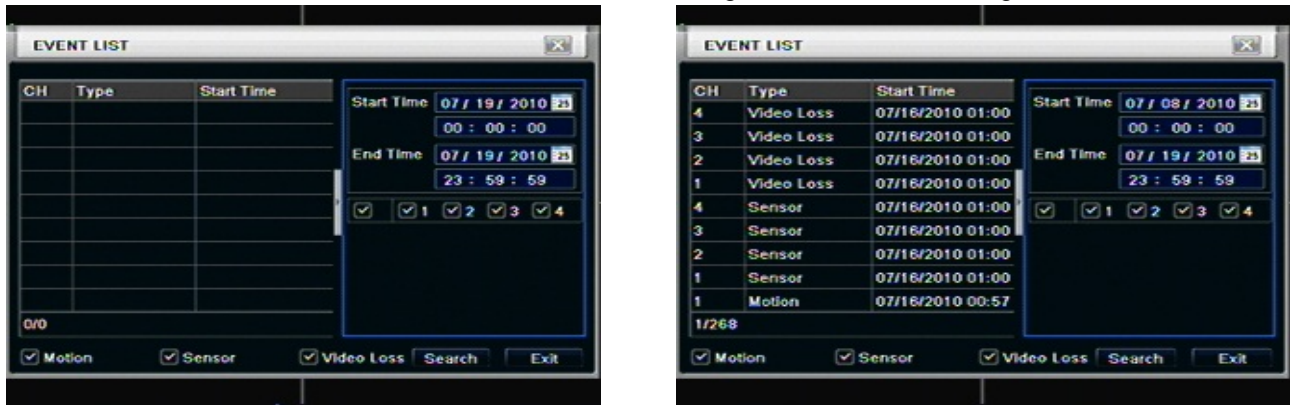 EVENT LIST
CH Type Start Time
Start Time 07 / 19 / 2010 25
00 : 00 : 00
End Time 07 / 19 / 2010 25
23 : 59 : 59
1 2 3 4
0/0
Motion Sensor Video Loss Search Exit
EVENT LIST
CH Type Start Time
4 Video Loss 07/16/2010 01:00
3 Video Loss 07/16/2010 01:00
2 Video Loss 07/16/2010 01:00
1 Video Loss 07/16/2010 01:00
4 Sensor 07/16/2010 01:00
3 Sensor 07/16/2010 01:00
2 Sensor 07/16/2010 01:00
1 Sensor 07/16/2010 01:00
1 Motion 07/16/2010 00:57
1/268
Start Time 07 / 08 / 2010 25
00 : 00 : 00
End Time 07 / 19 / 2010 25
23 : 59 : 59
1 2 3 4
Motion Sensor Video Loss Search Exit